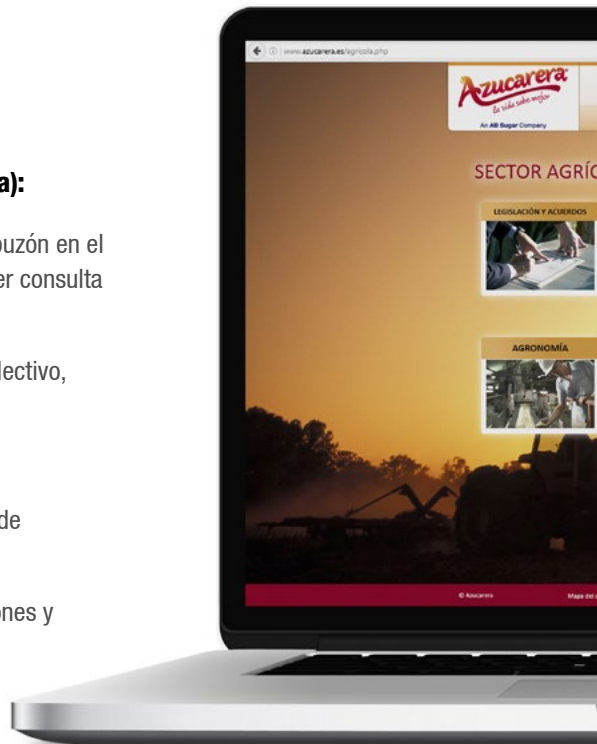 a):
buzón en el
er consulta
lectivo,
de
ones y
www.azucarera.es/agricola.php
Azucarera
la vida sabe mejor
An AB Sugar Company
SECTOR AGRÍC
LEGISLACIÓN Y ACUERDOS
AGRONOMÍA
© Azucarera
Mapa del s